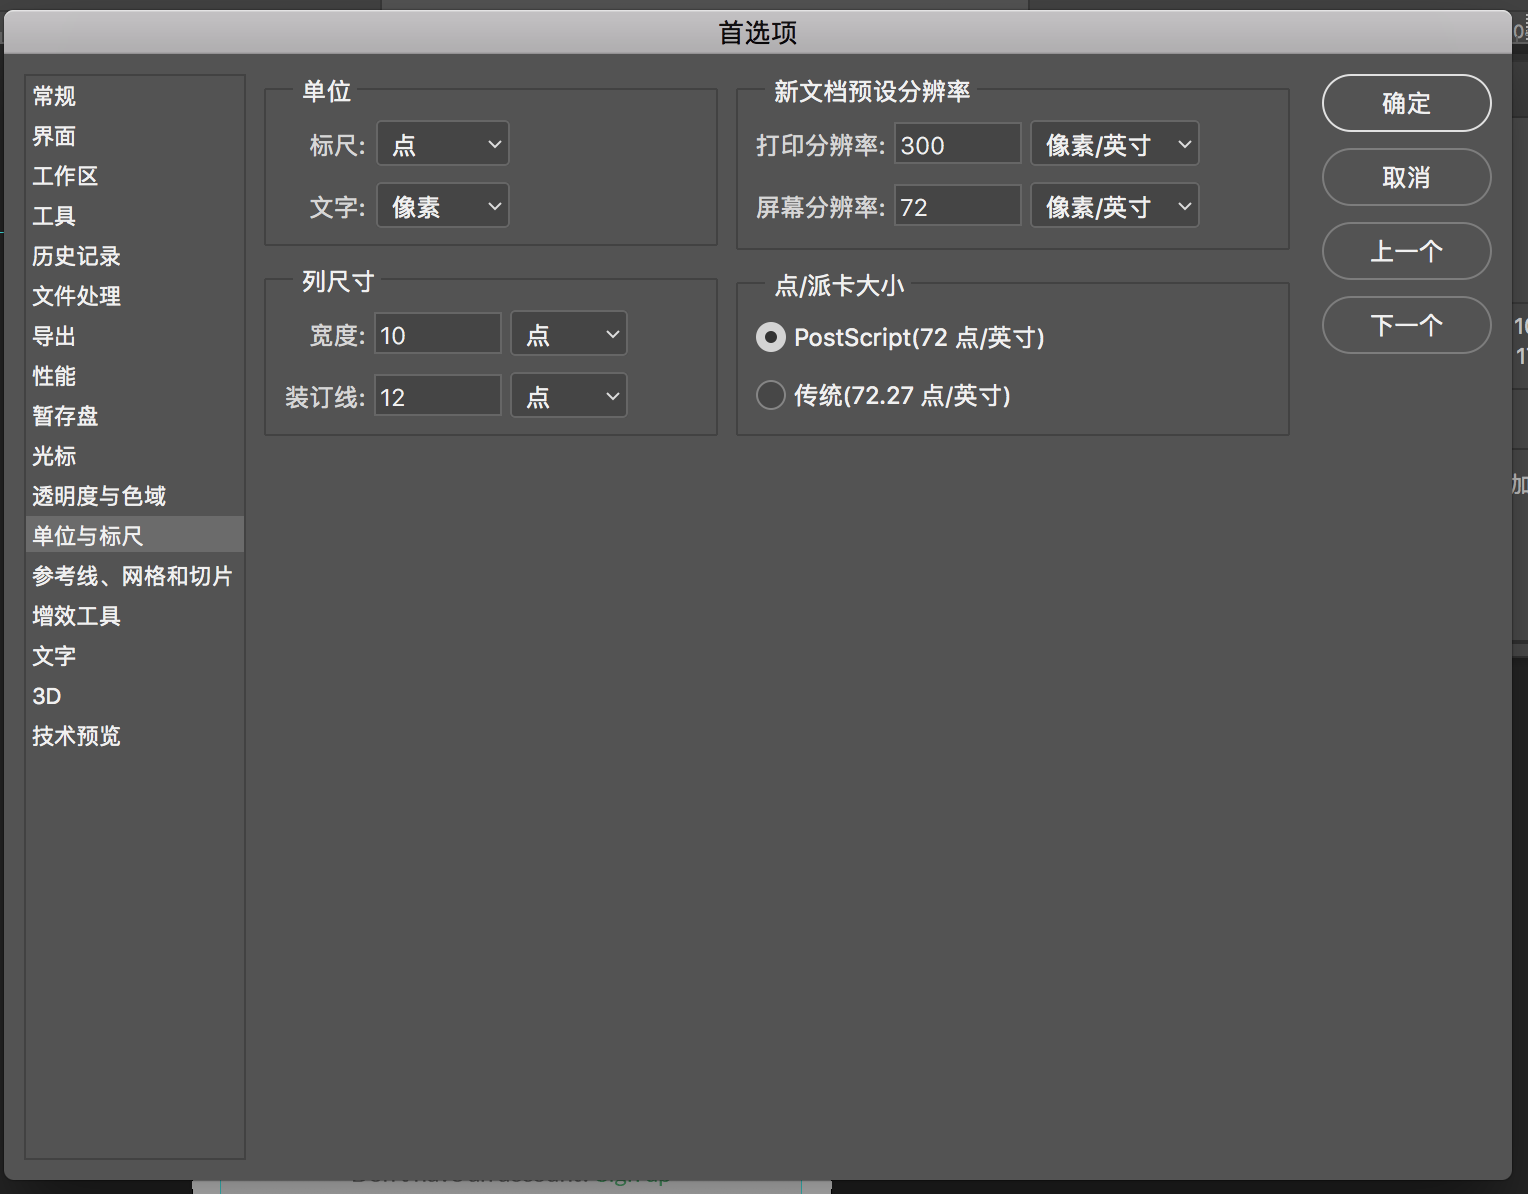 首选项
常规
界面
工作区
工具
历史记录
文件处理
导出
性能
暂存盘
光标
透明度与色域
单位与标尺
参考线、网格和切片
增效工具
文字
3D
技术预览
单位
标尺: 点
文字: 像素
列尺寸
宽度: 10 点
装订线: 12 点
新文档预设分辨率
打印分辨率: 300 像素/英寸
屏幕分辨率: 72 像素/英寸
点/派卡大小
PostScript(72 点/英寸)
传统(72.27 点/英寸)
确定
取消
上一个
下一个
加